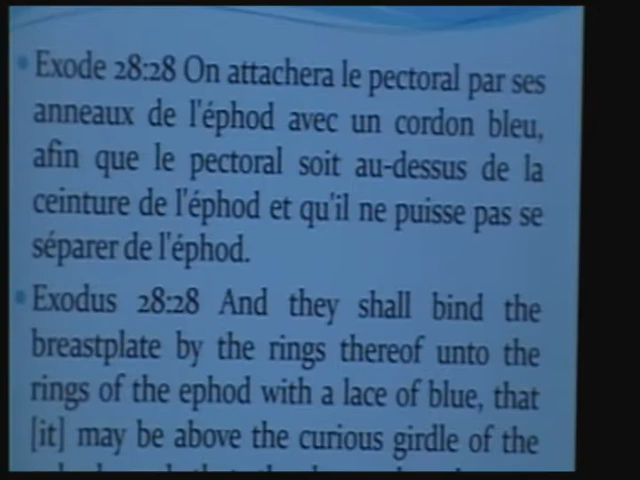 Exode 28:28 On attachera le pectoral par ses
anneaux de l'éphod avec un cordon bleu,
afin que le pectoral soit au-dessus de la
ceinture de l'éphod et qu'il ne puisse pas se
séparer de l'éphod.
Exodus 28:28 And they shall bind the
breastplate by the rings thereof unto the
rings of the ephod with a lace of blue, that
[it] may be above the curious girdle of the